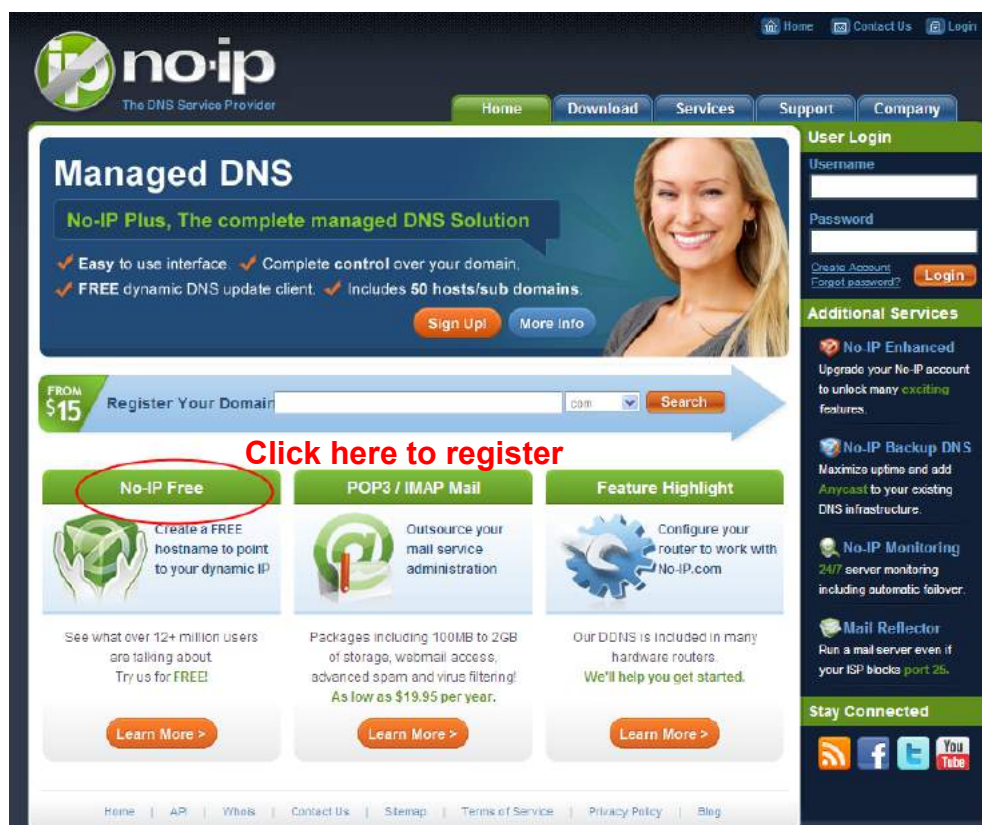 Home Contact Us Login
ip no·ip
The DNS Service Provider
Home Download Services Support Company
Managed DNS
No-IP Plus, The complete managed DNS Solution
Easy to use interface. Complete control over your domain.
FREE dynamic DNS update client. Includes 50 hosts/sub domains.
Sign Up! More Info
FROM
$15
Register Your Domain
com
Search
Click here to register
No-IP Free
Create a FREE
hostname to point
to your dynamic IP
See what over 12+ million users
are talking about
Try us for FREE!
Learn More >
POP3 / IMAP Mail
Outsource your
mail service
administration
Packages including 100MB to 2GB
of storage, webmail access,
advanced spam and virus filtering!
As low as $19.95 per year.
Learn More >
Feature Highlight
Configure your
router to work with
No-IP.com
Our DDNS is included in many
hardware routers.
We'll help you get started.
Learn More >
User Login
Username
Password
Create Account
Forgot password?
Login
Additional Services
No-IP Enhanced
Upgrade your No-IP account
to unlock many exciting
features.
No-IP Backup DNS
Maximize uptime and add
Anycast to your existing
DNS infrastructure.
No-IP Monitoring
24/7 server monitoring
including automatic failover.
Mail Reflector
Run a mail server even if
your ISP blocks port 25.
Stay Connected
f t You
Tube
Home | API | Whois | Contact Us | Sitemap | Terms of Service | Privacy Policy | Blog